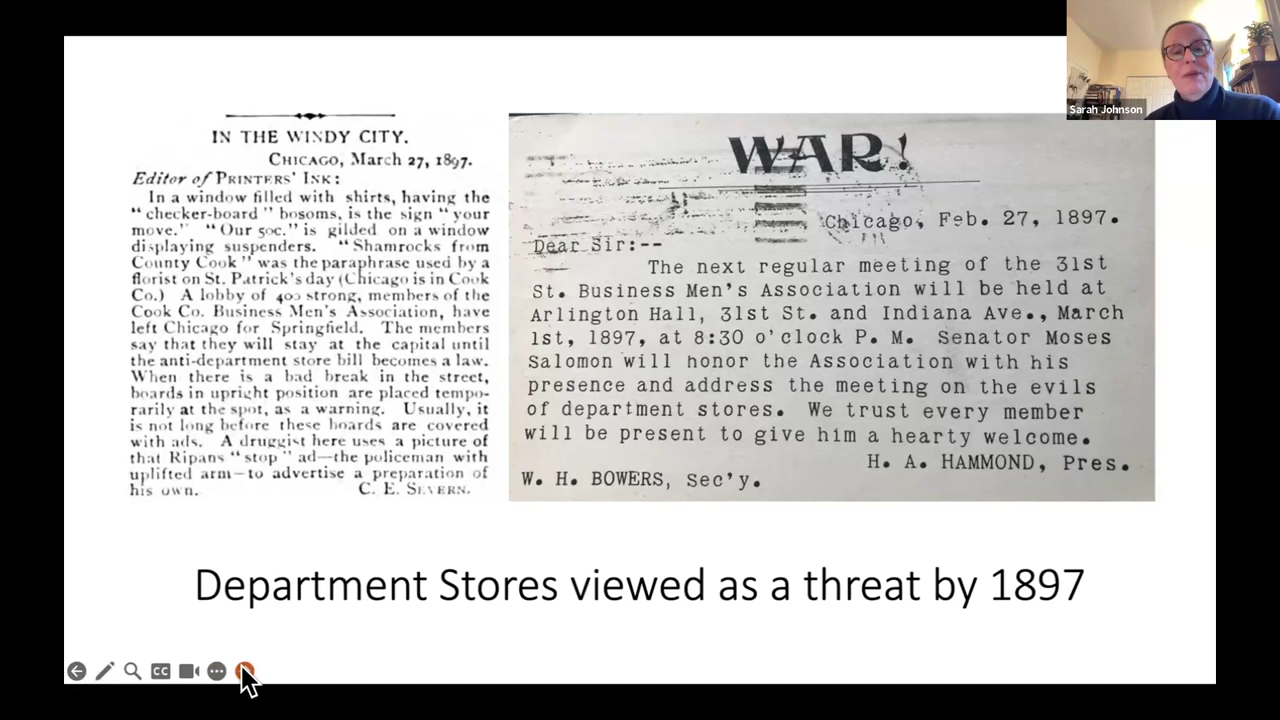 Sarah Johnson
IN THE WINDY CITY.
CHICAGO, March 27, 1897.
Editor of PRINTERS' INK:
In a window filled with shirts, having the
" checker-board " bosoms, is the sign " your
move." "Our 50c." is gilded on a window
displaying suspenders. "Shamrocks from
County Cook" was the paraphrase used by a
florist on St. Patrick's day (Chicago is in Cook
Co.) A lobby of 400 strong, members of the
Cook Co. Business Men's Association, have
left Chicago for Springfield. The members
say that they will stay at the capital until
the anti-department store bill becomes a law.
When there is a bad break in the street,
boards in upright position are placed tempo-
rarily at the spot, as a warning. Usually, it
is not long before these boards are covered
with ads. A druggist here uses a picture of
that Ripans "stop" ad—the policeman with
uplifted arm—to advertise a preparation of
his own. C. E. SEVERN.
WAR!
Chicago, Feb. 27, 1897.
Dear Sir:--
The next regular meeting of the 31st
St. Business Men's Association will be held at
Arlington Hall, 31st St. and Indiana Ave., March
1st, 1897, at 8:30 o'clock P. M. Senator Moses
Salomon will honor the Association with his
presence and address the meeting on the evils
of department stores. We trust every member
will be present to give him a hearty welcome.
H. A. HAMMOND, Pres.
W. H. BOWERS, Sec'y.
Department Stores viewed as a threat by 1897
CC